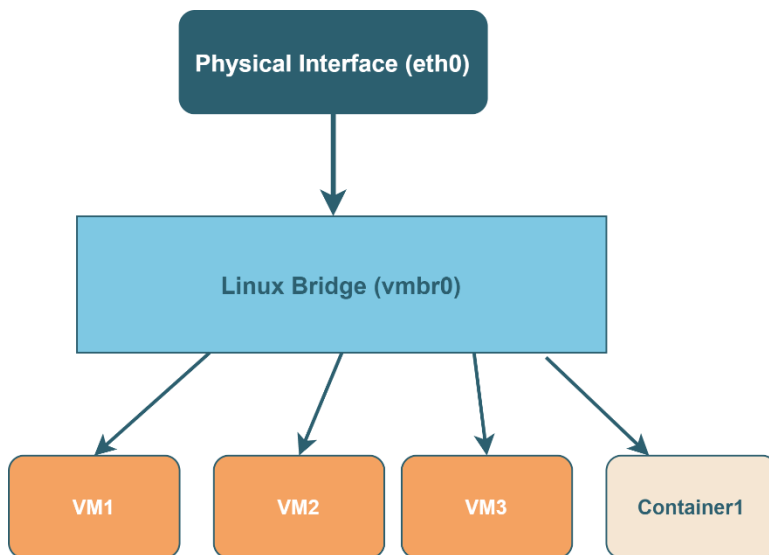 Physical Interface (eth0)
Linux Bridge (vmbr0)
VM1
VM2
VM3
Container1